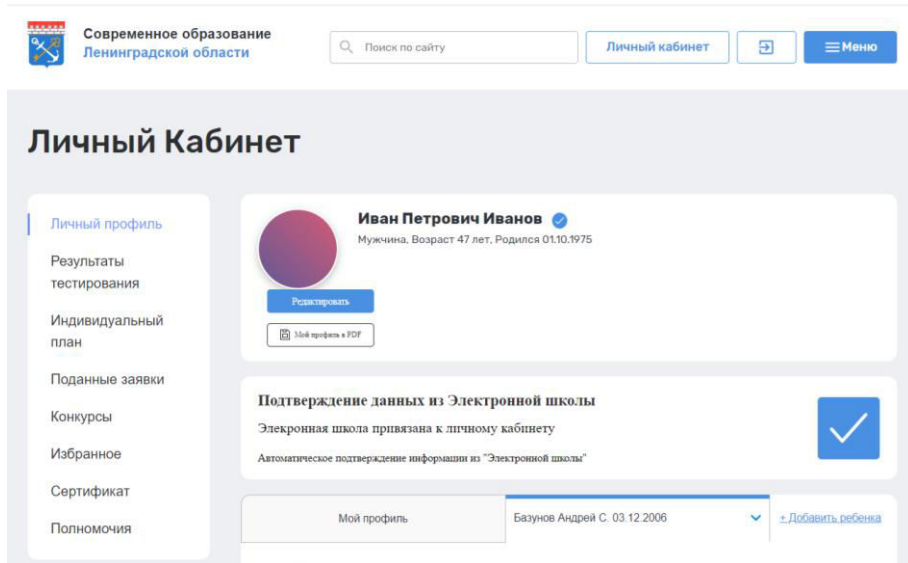 Современное образование
Ленинградской области
Поиск по сайту
Личный кабинет
Меню
Личный Кабинет
Личный профиль
Результаты
тестирования
Индивидуальный
план
Поданные заявки
Конкурсы
Избранное
Сертификат
Полномочия
Иван Петрович Иванов
Мужчина, Возраст 47 лет, Родился 01.10.1975
Редактировать
Мой профиль в PDF
Подтверждение данных из Электронной школы
Элекронная школа привязана к личному кабинету
Автоматическое подтверждение информации из "Электронной школы"
Мой профиль
Базунов Андрей С. 03.12.2006
+ Добавить ребенка